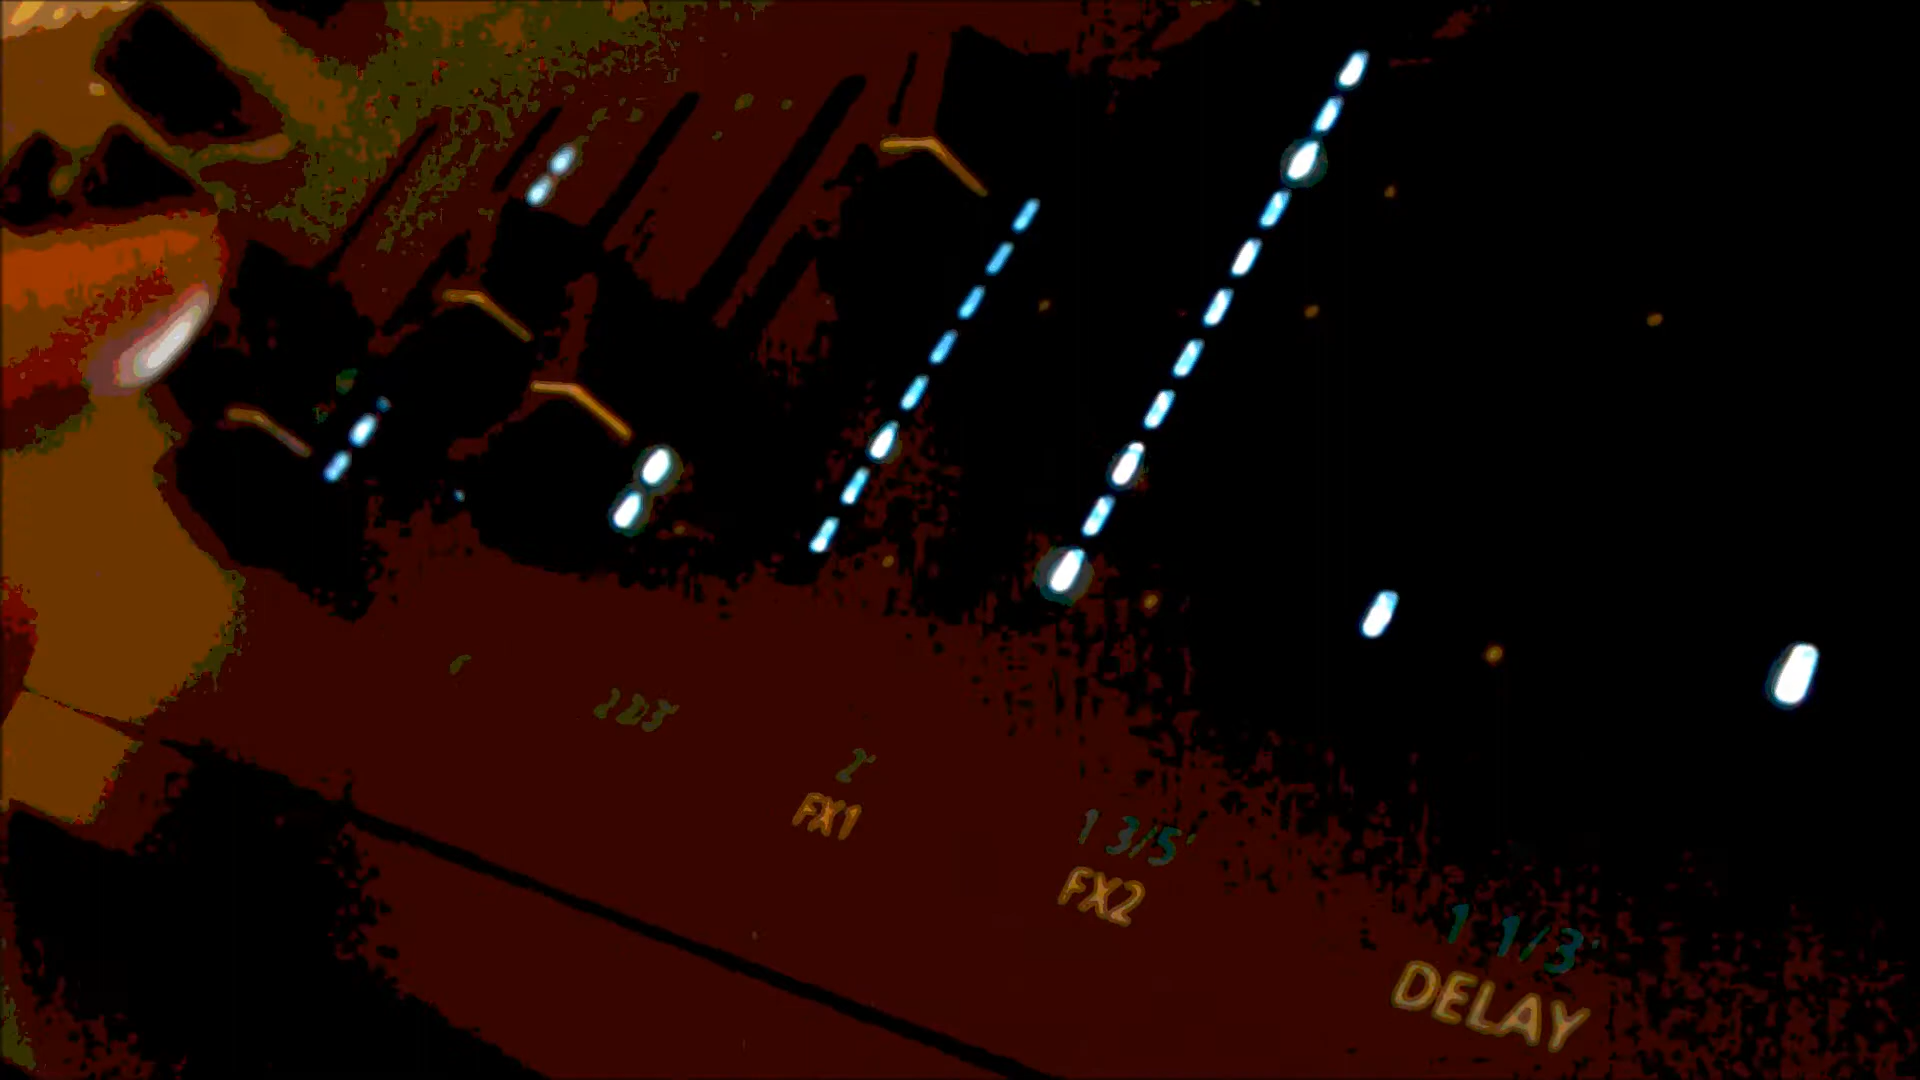 2'
FX1
1 3/5'
FX2
1 1/3'
DELAY